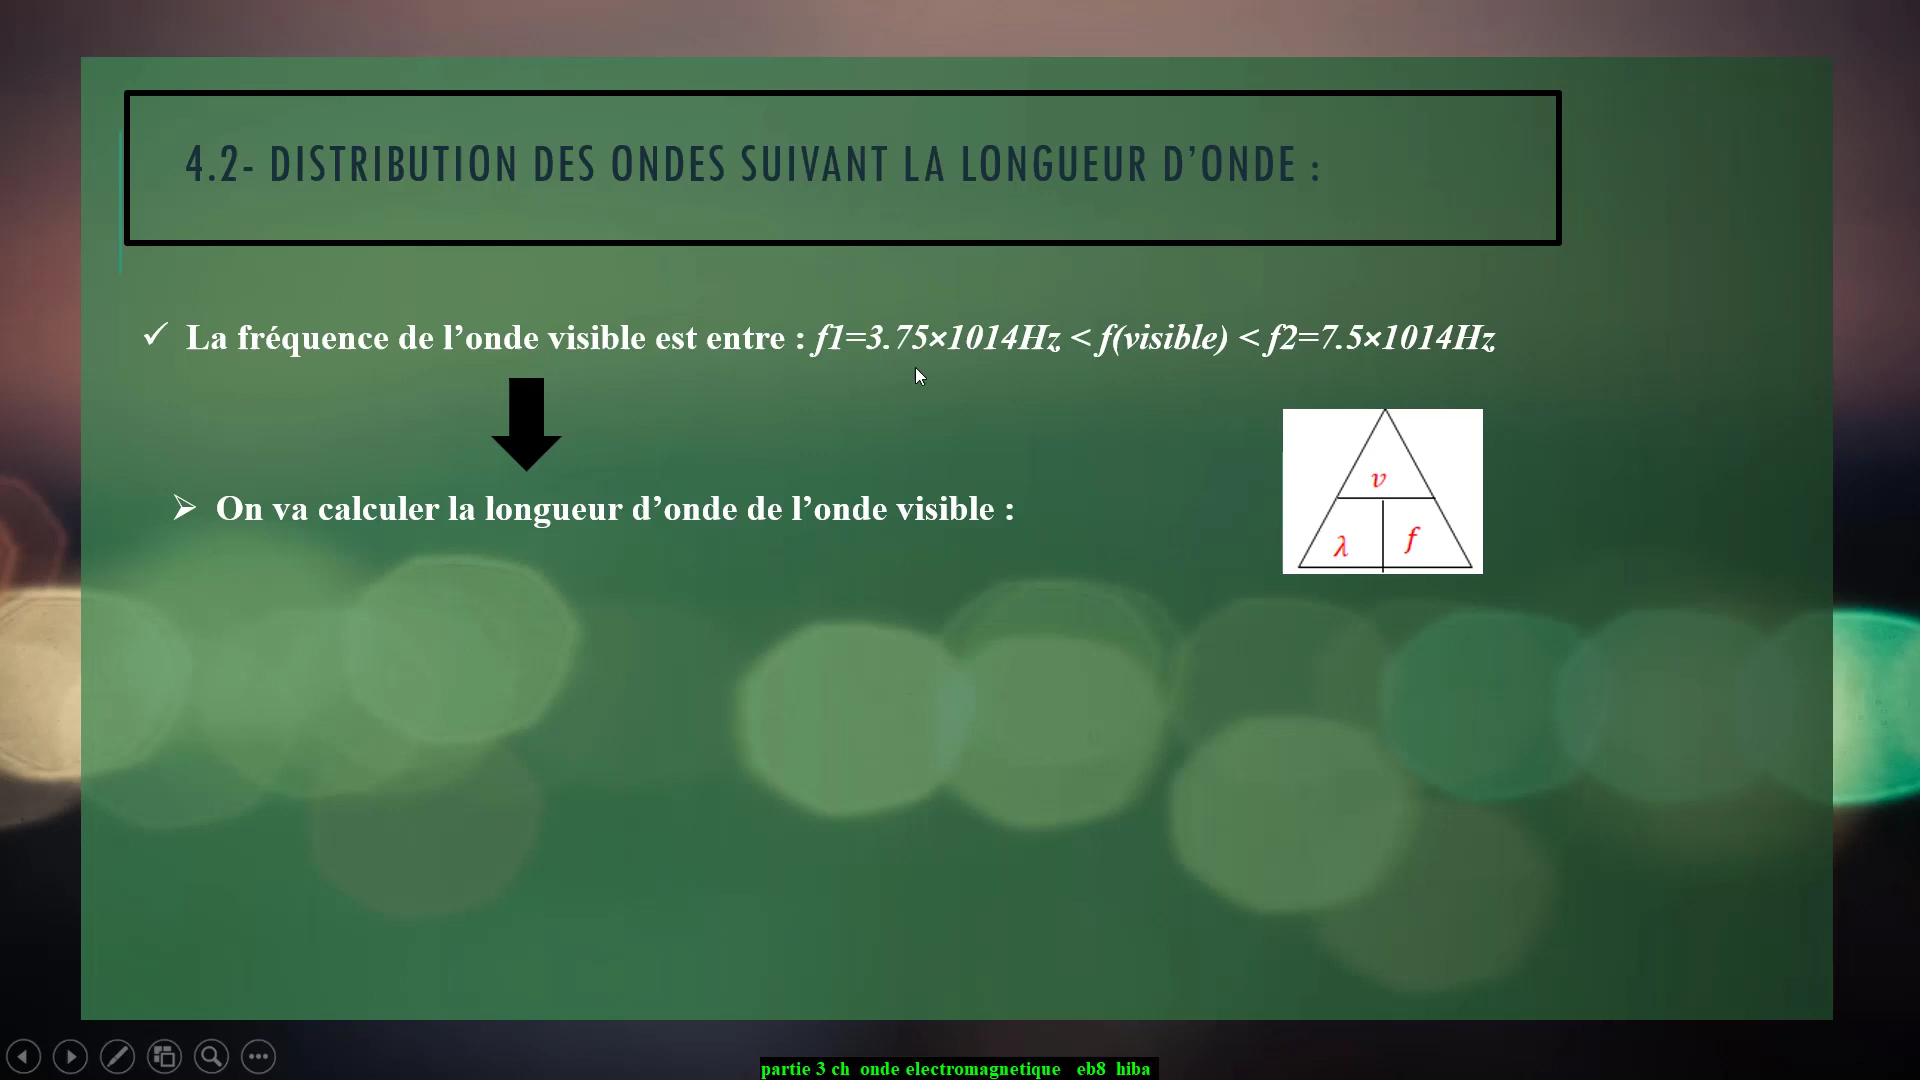 4.2- DISTRIBUTION DES ONDES SUIVANT LA LONGUEUR D’ONDE :
La fréquence de l’onde visible est entre : f1=3.75×1014Hz < f(visible) < f2=7.5×1014Hz
On va calculer la longueur d’onde de l’onde visible :
v
λ f
partie 3 ch onde electromagnetique eb8 hiba